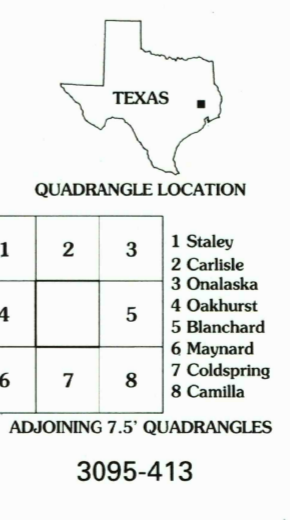 TEXAS
QUADRANGLE LOCATION
1 2 3
4 5
6 7 8
1 Staley
2 Carlisle
3 Onalaska
4 Oakhurst
5 Blanchard
6 Maynard
7 Coldspring
8 Camilla
ADJOINING 7.5' QUADRANGLES
3095-413